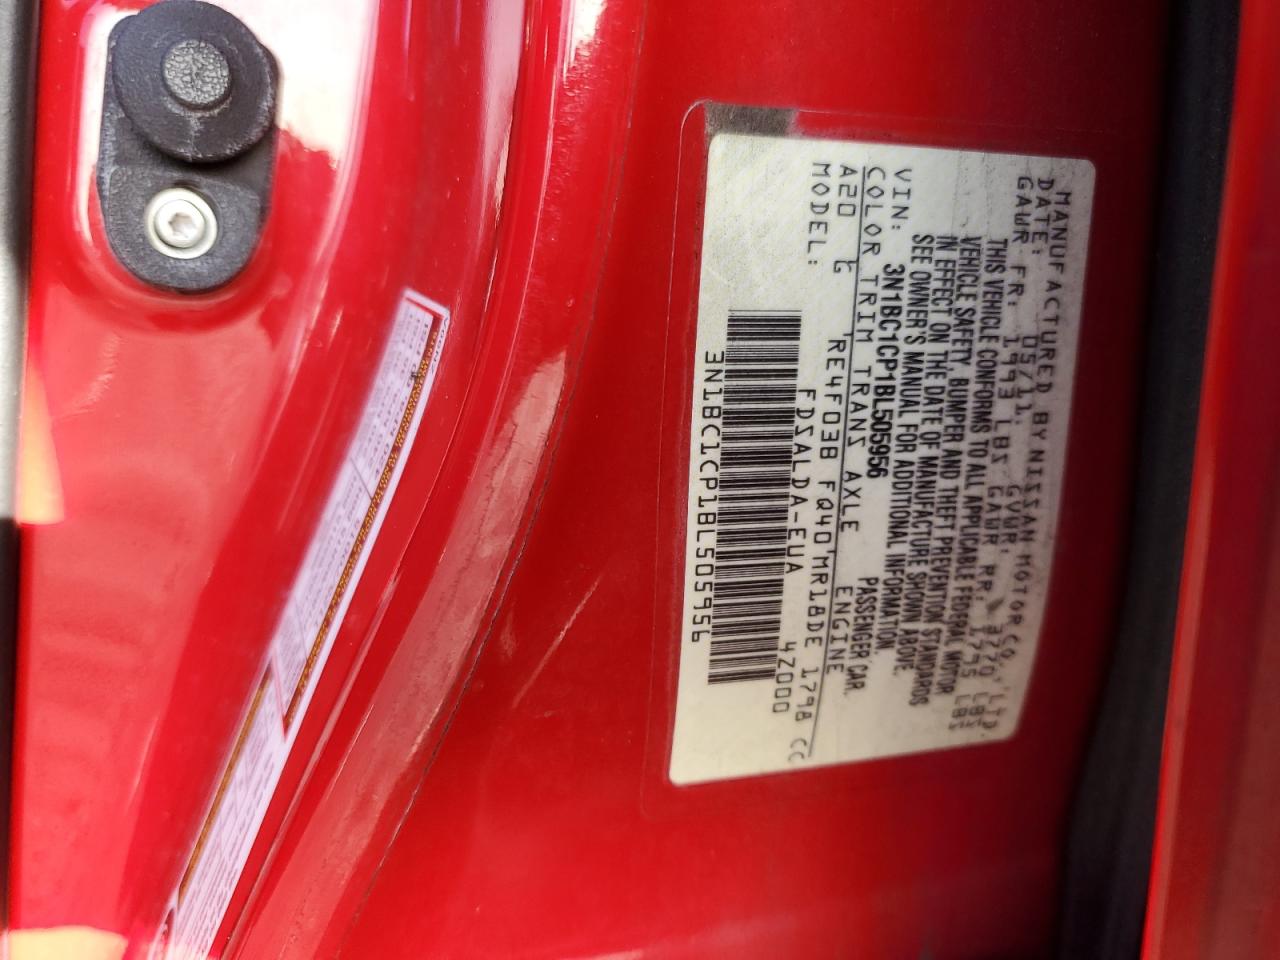 MANUFACTURED BY NISSAN MOTOR CO., LTD.
DATE: 05/11 GVWR: 3770 LBS
GAWR FR: 1993 LBS GAWR RR: 1795 LBS
THIS VEHICLE CONFORMS TO ALL APPLICABLE FEDERAL MOTOR
VEHICLE SAFETY, BUMPER AND THEFT PREVENTION STANDARDS
IN EFFECT ON THE DATE OF MANUFACTURE SHOWN ABOVE.
SEE OWNER'S MANUAL FOR ADDITIONAL INFORMATION.
VIN: 3N1BC1CP1BL505956 PASSENGER CAR
COLOR TRIM TRANS AXLE ENGINE
A20 G RE4F03B FQ40 MR18DE 1798 CC
MODEL: FDSALDA-EUA 4Z000
3N1BC1CP1BL505956